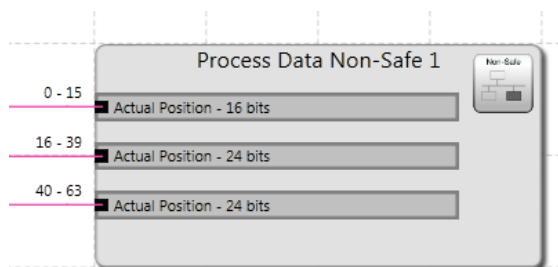 Process Data Non-Safe 1
Non-Safe
0 - 15
Actual Position - 16 bits
16 - 39
Actual Position - 24 bits
40 - 63
Actual Position - 24 bits